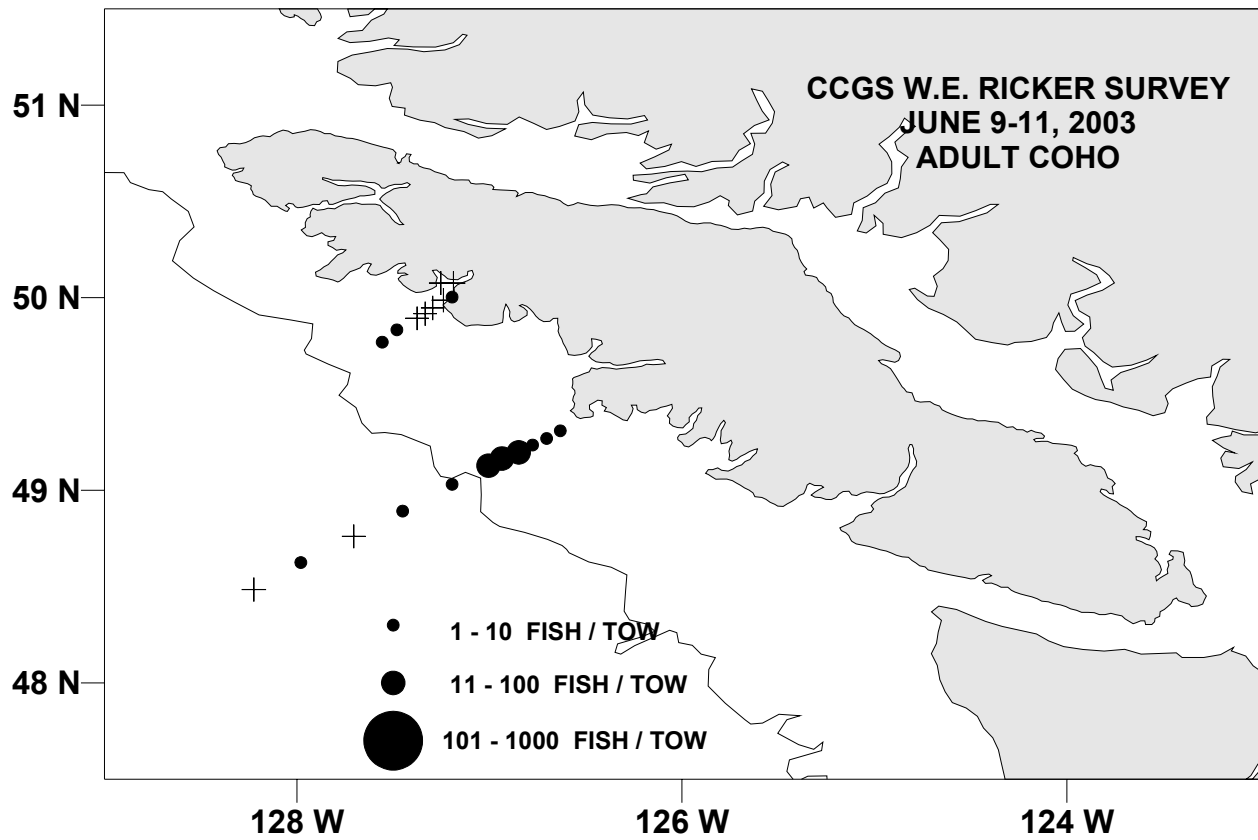 CCGS W.E. RICKER SURVEY
JUNE 9-11, 2003
ADULT COHO
51 N
50 N
49 N
48 N
1 - 10 FISH / TOW
11 - 100 FISH / TOW
101 - 1000 FISH / TOW
128 W
126 W
124 W